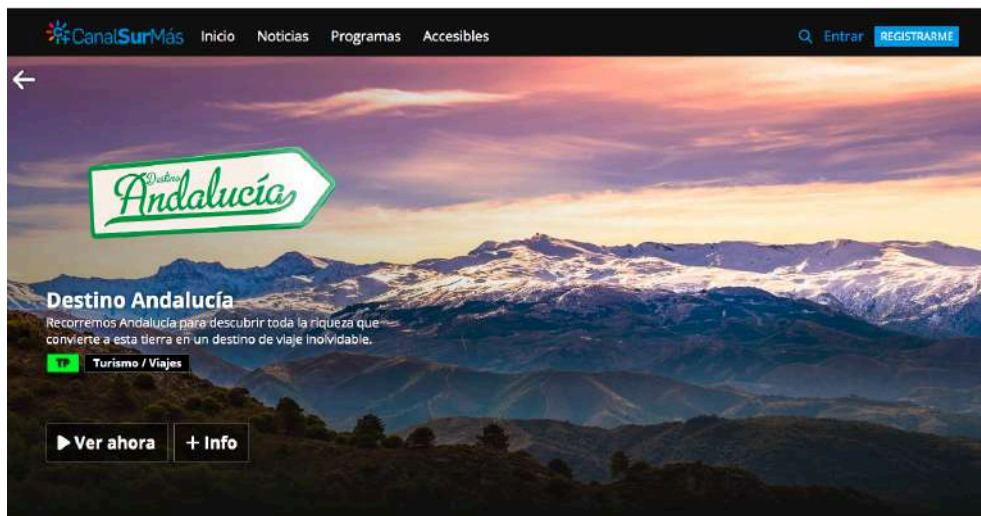 CanalSurMás Inicio Noticias Programas Accesibles Entrar REGISTRARME
Destino
Andalucía
Destino Andalucía
Recorremos Andalucía para descubrir toda la riqueza que
convierte a esta tierra en un destino de viaje inolvidable.
TP Turismo / Viajes
Ver ahora + Info